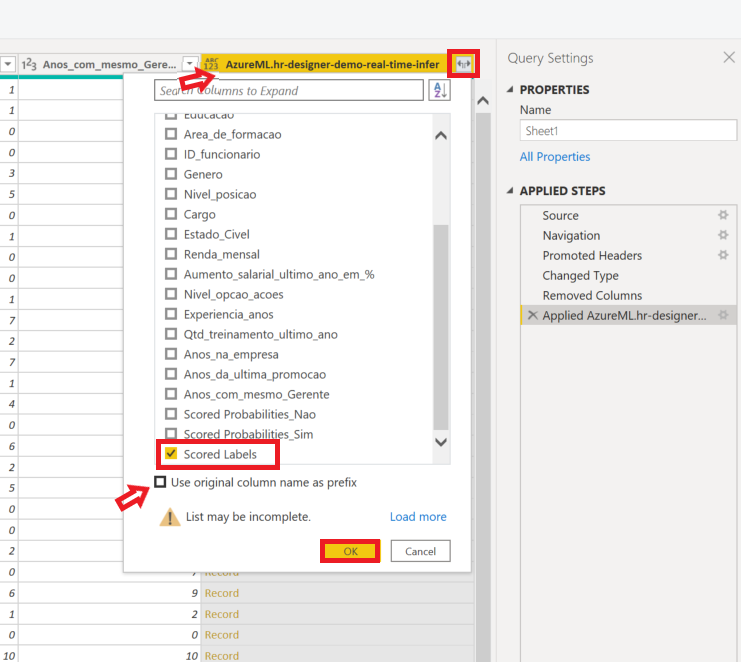 1²3 Anos_com_mesmo_Gere...
ABC 123 AzureML.hr-designer-demo-real-time-infer
Search Columns to Expand
A Z
Educacao
Area_de_formacao
ID_funcionario
Genero
Nivel_posicao
Cargo
Estado_Civel
Renda_mensal
Aumento_salarial_ultimo_ano_em_%
Nivel_opcao_acoes
Experiencia_anos
Qtd_treinamento_ultimo_ano
Anos_na_empresa
Anos_da_ultima_promocao
Anos_com_mesmo_Gerente
Scored Probabilities_Nao
Scored Probabilities_Sim
Scored Labels
Use original column name as prefix
List may be incomplete.
Load more
OK
Cancel
1
1
0
0
3
5
0
1
0
0
1
7
2
7
1
4
0
6
2
5
0
0
2
0 7 Record
6 9 Record
1 2 Record
0 0 Record
10 10 Record
Query Settings
PROPERTIES
Name
Sheet1
All Properties
APPLIED STEPS
Source
Navigation
Promoted Headers
Changed Type
Removed Columns
Applied AzureML.hr-designer...